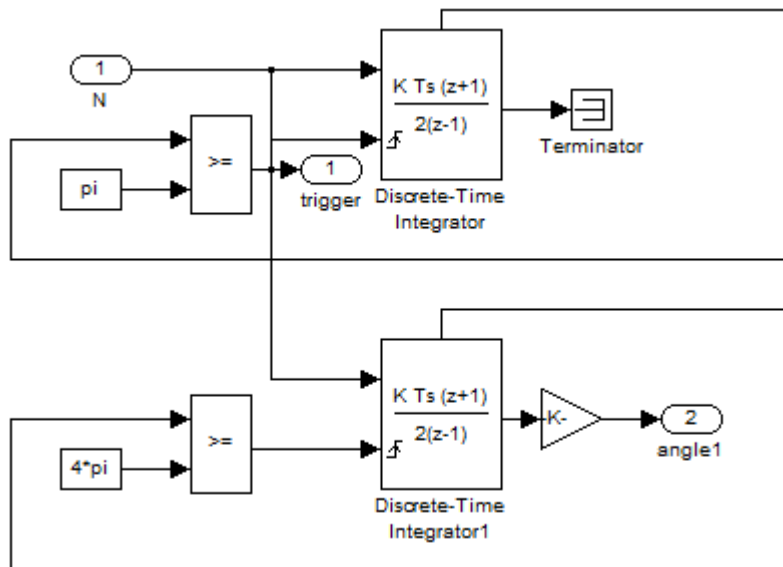 1
N
K Ts (z+1)
2(z-1)
Terminator
>=
pi
1
trigger
Discrete-Time
Integrator
K Ts (z+1)
2(z-1)
>=
4*pi
K-
2
angle1
Discrete-Time
Integrator1